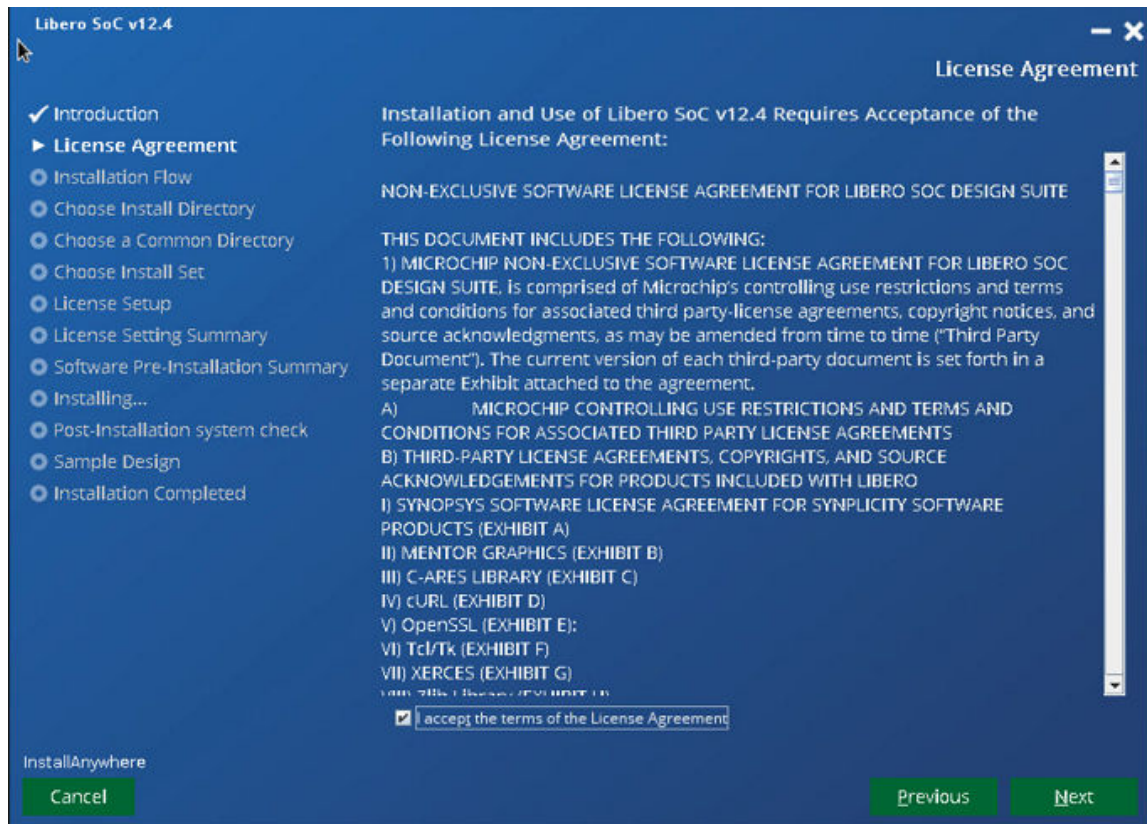 Libero SoC v12.4
License Agreement
Introduction
License Agreement
Installation Flow
Choose Install Directory
Choose a Common Directory
Choose Install Set
License Setup
License Setting Summary
Software Pre-Installation Summary
Installing...
Post-Installation system check
Sample Design
Installation Completed
Installation and Use of Libero SoC v12.4 Requires Acceptance of the
Following License Agreement:
NON-EXCLUSIVE SOFTWARE LICENSE AGREEMENT FOR LIBERO SOC DESIGN SUITE
THIS DOCUMENT INCLUDES THE FOLLOWING:
1) MICROCHIP NON-EXCLUSIVE SOFTWARE LICENSE AGREEMENT FOR LIBERO SOC
DESIGN SUITE, is comprised of Microchip's controlling use restrictions and terms
and conditions for associated third party-license agreements, copyright notices, and
source acknowledgments, as may be amended from time to time ("Third Party
Document"). The current version of each third-party document is set forth in a
separate Exhibit attached to the agreement.
A) MICROCHIP CONTROLLING USE RESTRICTIONS AND TERMS AND
CONDITIONS FOR ASSOCIATED THIRD PARTY LICENSE AGREEMENTS
B) THIRD-PARTY LICENSE AGREEMENTS, COPYRIGHTS, AND SOURCE
ACKNOWLEDGEMENTS FOR PRODUCTS INCLUDED WITH LIBERO
I) SYNOPSYS SOFTWARE LICENSE AGREEMENT FOR SYNPLICITY SOFTWARE
PRODUCTS (EXHIBIT A)
II) MENTOR GRAPHICS (EXHIBIT B)
III) C-ARES LIBRARY (EXHIBIT C)
IV) cURL (EXHIBIT D)
V) OpenSSL (EXHIBIT E):
VI) Tcl/Tk (EXHIBIT F)
VII) XERCES (EXHIBIT G)
I accept the terms of the License Agreement
InstallAnywhere
Cancel
Previous
Next